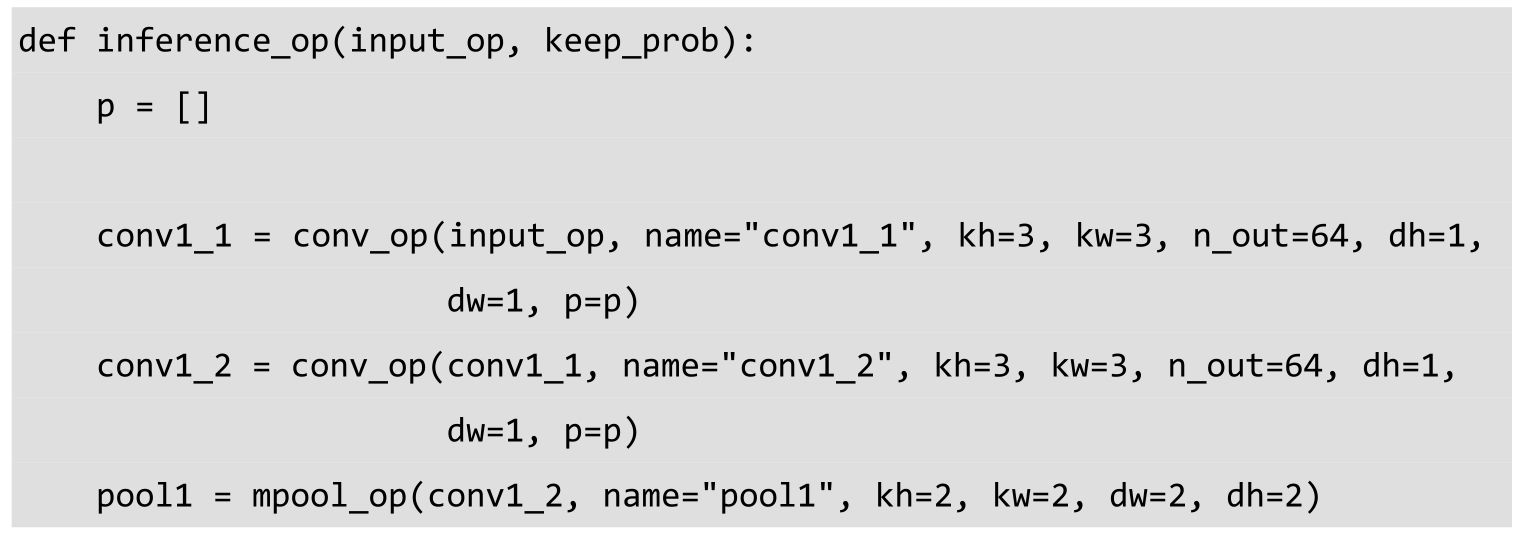 def inference_op(input_op, keep_prob):
    p = []

    conv1_1 = conv_op(input_op, name="conv1_1", kh=3, kw=3, n_out=64, dh=1,
                      dw=1, p=p)
    conv1_2 = conv_op(conv1_1, name="conv1_2", kh=3, kw=3, n_out=64, dh=1,
                      dw=1, p=p)
    pool1 = mpool_op(conv1_2, name="pool1", kh=2, kw=2, dw=2, dh=2)